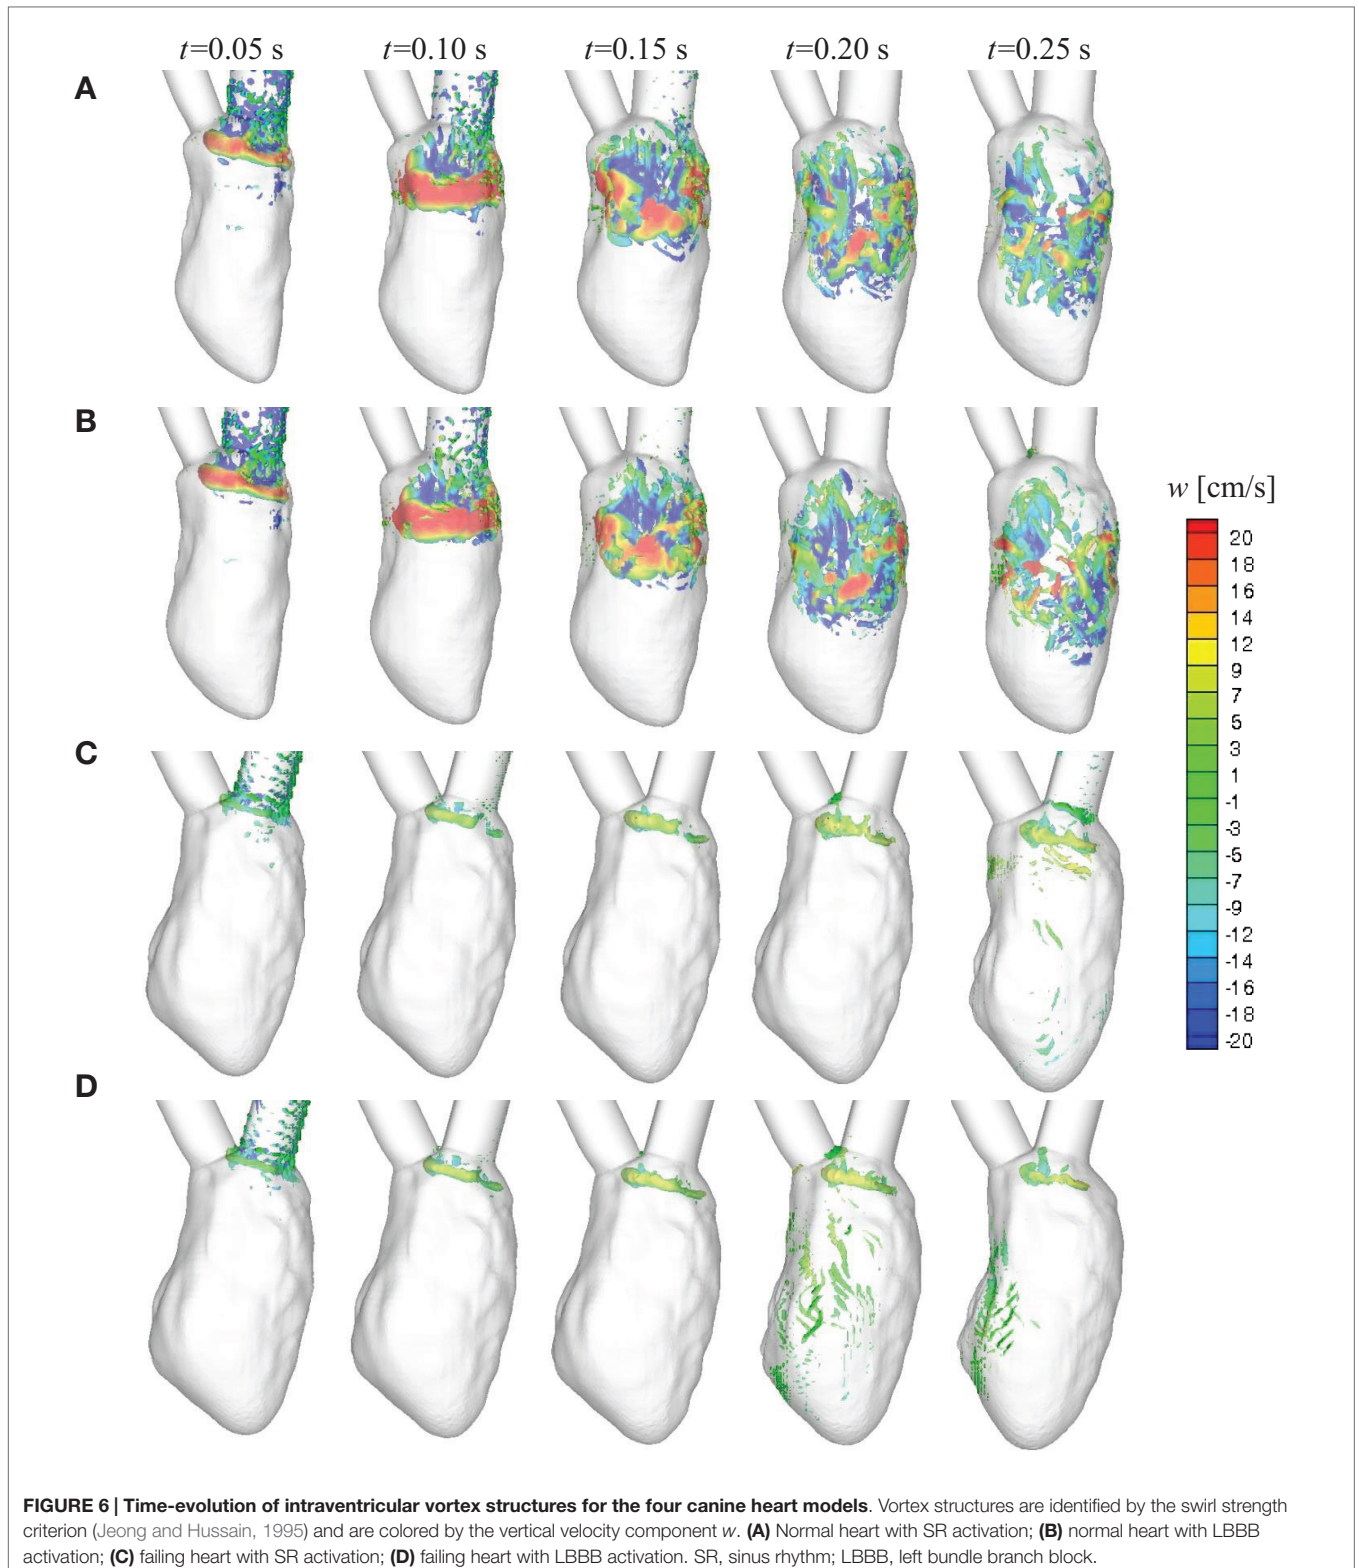 t=0.05 s t=0.10 s t=0.15 s t=0.20 s t=0.25 s
A
B
w [cm/s]
20
18
16
14
12
9
7
5
3
1
-1
-3
-5
-7
-9
-12
-14
-16
-18
-20
C
D
FIGURE 6 | Time-evolution of intraventricular vortex structures for the four canine heart models. Vortex structures are identified by the swirl strength
criterion (Jeong and Hussain, 1995) and are colored by the vertical velocity component w. (A) Normal heart with SR activation; (B) normal heart with LBBB
activation; (C) failing heart with SR activation; (D) failing heart with LBBB activation. SR, sinus rhythm; LBBB, left bundle branch block.